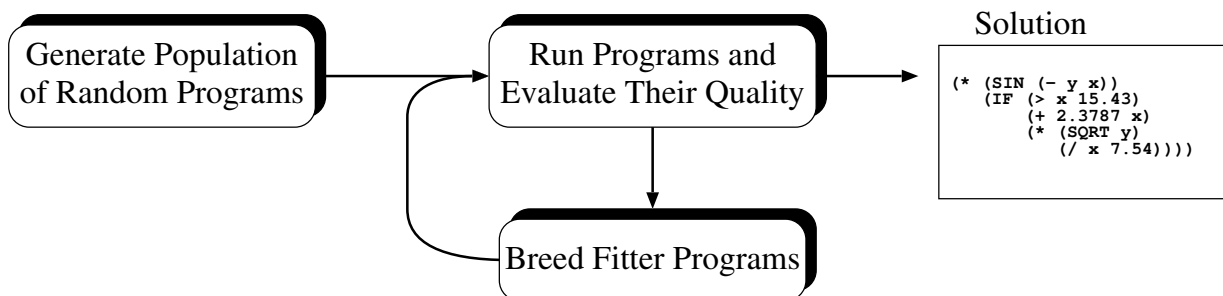 Generate Population
of Random Programs
Run Programs and
Evaluate Their Quality
Breed Fitter Programs
Solution
(* (SIN (− y x))
(IF (> x 15.43)
(+ 2.3787 x)
(* (SQRT y)
(/ x 7.54))))